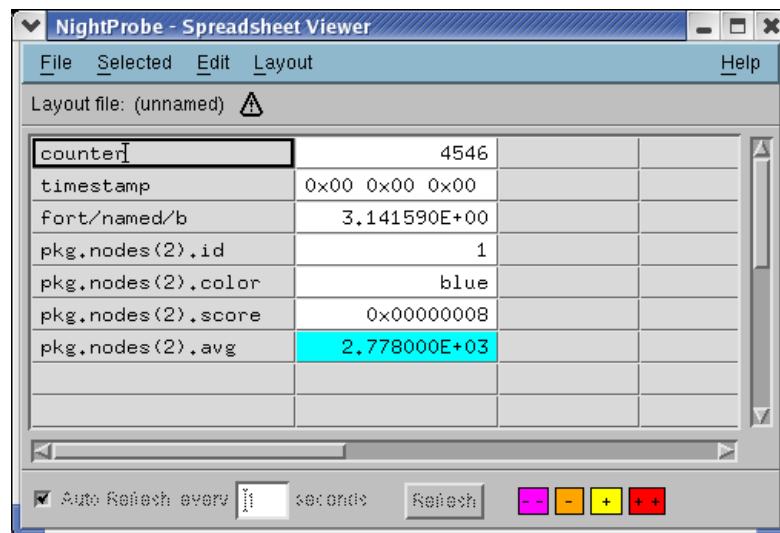 NightProbe - Spreadsheet Viewer
File Selected Edit Layout Help
Layout file: (unnamed)
counter 4546
timestamp 0x00 0x00 0x00
fort/named/b 3.141590E+00
pkg.nodes(2).id 1
pkg.nodes(2).color blue
pkg.nodes(2).score 0x00000008
pkg.nodes(2).avg 2.778000E+03
Auto Refresh every 1 seconds Refresh -- - + ++